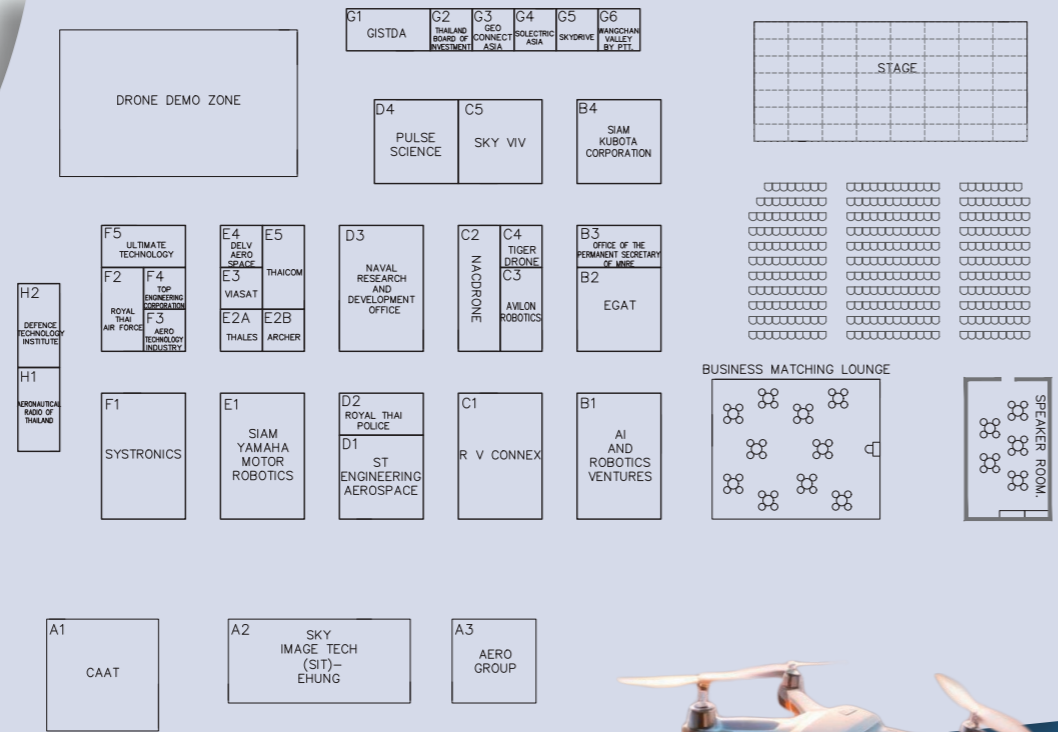 G1
GISTDA
G2
THAILAND
BOARD OF
INVESTMENT
G3
GEO
CONNECT
ASIA
G4
SOLECTRIC
ASIA
G5
SKYDRIVE
G6
WANGCHAN
VALLEY
BY PTT.
DRONE DEMO ZONE
STAGE
D4
PULSE
SCIENCE
C5
SKY VIV
B4
SIAM
KUBOTA
CORPORATION
F5
ULTIMATE
TECHNOLOGY
F2
ROYAL
THAI
AIR FORCE
F4
TOP
ENGINEERING
CORPORATION
F3
AERO
TECHNOLOGY
INDUSTRY
E4
DELV
AERO
SPACE
E5
THAICOM
E3
VIASAT
E2A
THALES
E2B
ARCHER
D3
NAVAL
RESEARCH
AND
DEVELOPMENT
OFFICE
C2
NACDRONE
C4
TIGER
DRONE
C3
AVILON
ROBOTICS
B3
OFFICE OF THE
PERMANENT SECRETARY
OF MNRE
B2
EGAT
H2
DEFENCE
TECHNOLOGY
INSTITUTE
H1
AERONAUTICAL
RADIO OF
THAILAND
F1
SYSTRONICS
E1
SIAM
YAMAHA
MOTOR
ROBOTICS
D2
ROYAL THAI
POLICE
D1
ST
ENGINEERING
AEROSPACE
C1
R V CONNEX
B1
AI
AND
ROBOTICS
VENTURES
BUSINESS MATCHING LOUNGE
SPEAKER ROOM.
A1
CAAT
A2
SKY
IMAGE TECH
(SIT)-
EHUNG
A3
AERO
GROUP